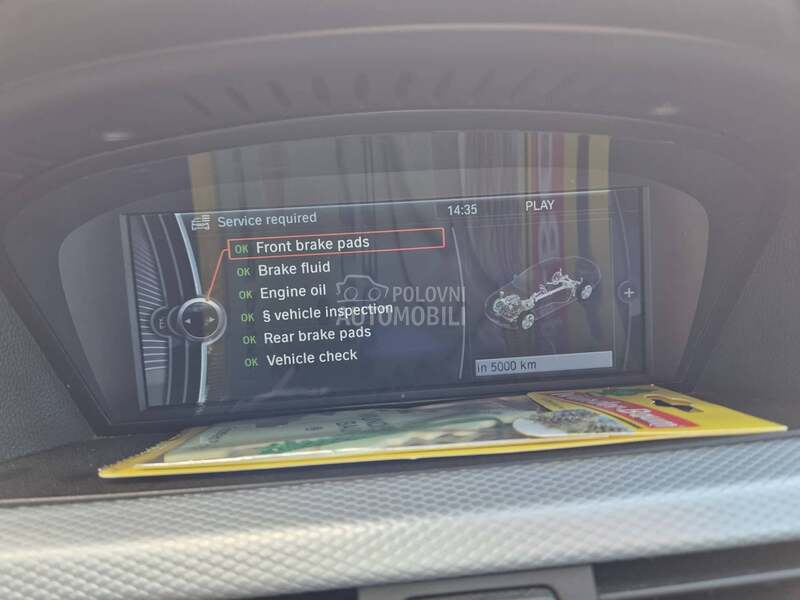 Service required
14:35
PLAY
OK Front brake pads
OK Brake fluid
OK Engine oil
OK § vehicle inspection
OK Rear brake pads
OK Vehicle check
in 5000 km
POLOVNI
AUTOMOBILI